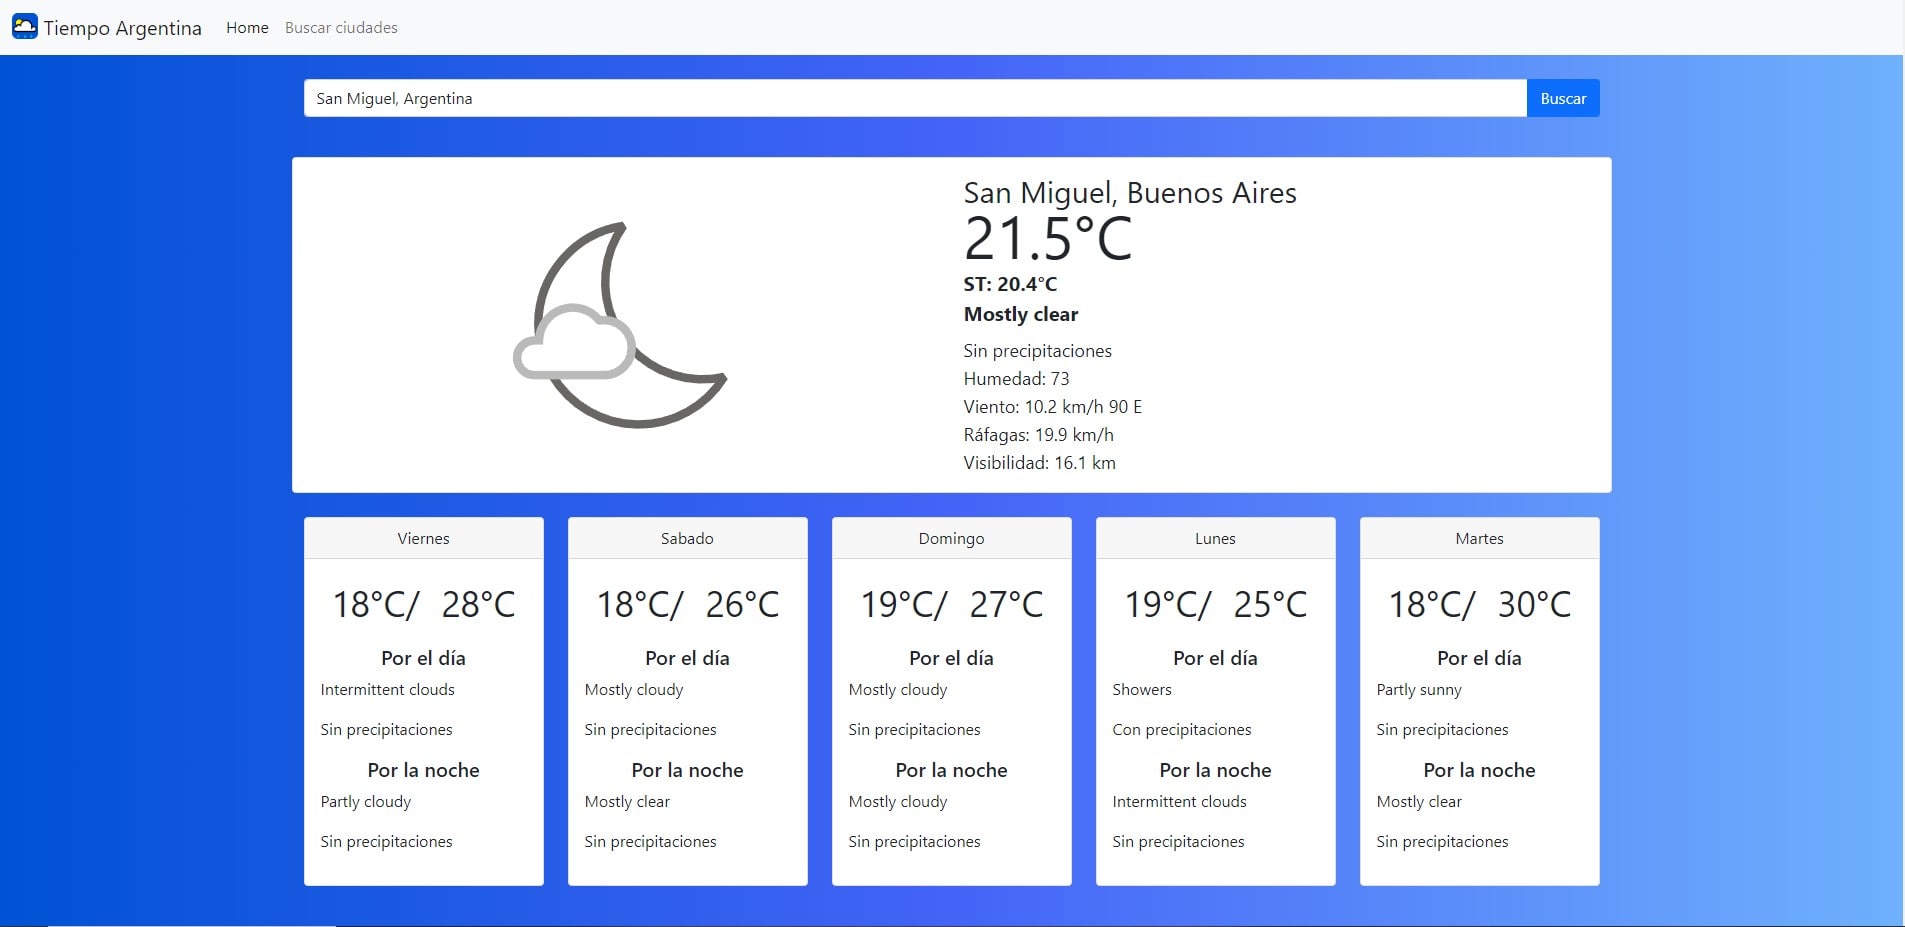 Tiempo Argentina Home Buscar ciudades
San Miguel, Argentina Buscar
San Miguel, Buenos Aires
21.5°C
ST: 20.4°C
Mostly clear
Sin precipitaciones
Humedad: 73
Viento: 10.2 km/h 90 E
Ráfagas: 19.9 km/h
Visibilidad: 16.1 km
Viernes
18°C/ 28°C
Por el día
Intermittent clouds
Sin precipitaciones
Por la noche
Partly cloudy
Sin precipitaciones
Sabado
18°C/ 26°C
Por el día
Mostly cloudy
Sin precipitaciones
Por la noche
Mostly clear
Sin precipitaciones
Domingo
19°C/ 27°C
Por el día
Mostly cloudy
Sin precipitaciones
Por la noche
Mostly cloudy
Sin precipitaciones
Lunes
19°C/ 25°C
Por el día
Showers
Con precipitaciones
Por la noche
Intermittent clouds
Sin precipitaciones
Martes
18°C/ 30°C
Por el día
Partly sunny
Sin precipitaciones
Por la noche
Mostly clear
Sin precipitaciones